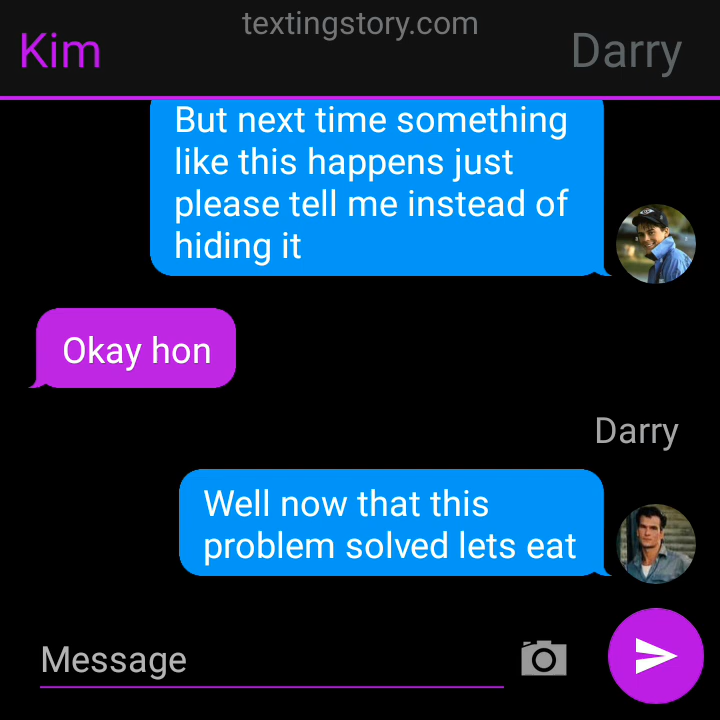 textingstory.com
Kim
Darry
But next time something
like this happens just
please tell me instead of
hiding it
Okay hon
Darry
Well now that this
problem solved lets eat
Message